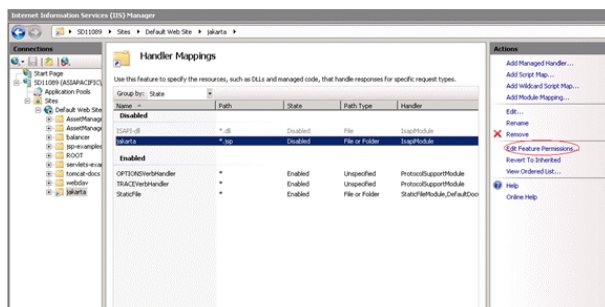 Internet Information Services (IIS) Manager
SD11089 Sites Default Web Site jakarta
Connections
Start Page
SD11089 (ASIAPACIFIC\
Application Pools
Sites
Default Web Site
AssetManag
AssetManag
balancer
jsp-examples
ROOT
servlets-exa
tomcat-docs
webdav
jakarta
Handler Mappings
Use this feature to specify the resources, such as DLLs and managed code, that handle responses for specific request types.
Group by: State
Name Path State Path Type Handler
Disabled
ISAPI-dll *.dll Disabled File IsapiModule
jakarta *.jsp Disabled File or Folder IsapiModule
Enabled
OPTIONSVerbHandler * Enabled Unspecified ProtocolSupportModule
TRACEVerbHandler * Enabled Unspecified ProtocolSupportModule
StaticFile * Enabled File or Folder StaticFileModule,DefaultDocu
Actions
Add Managed Handler...
Add Script Map...
Add Wildcard Script Map...
Add Module Mapping...
Edit...
Rename
Remove
Edit Feature Permissions...
Revert To Inherited
View Ordered List...
Help
Online Help